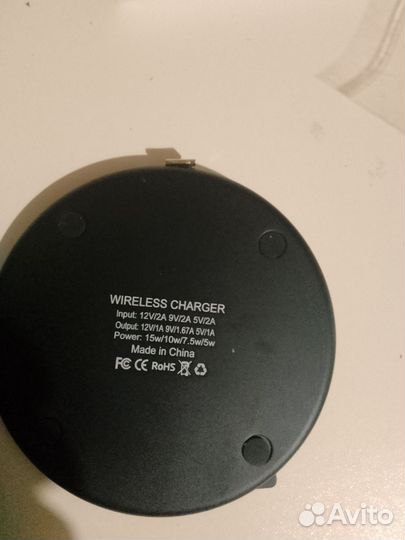 WIRELESS CHARGER
Input: 12V/2A 9V/2A 5V/2A
Output: 12V/1A 9V/1.67A 5V/1A
Power: 15w/10w/7.5w/5w
Made in China
FC CE RoHS
Avito